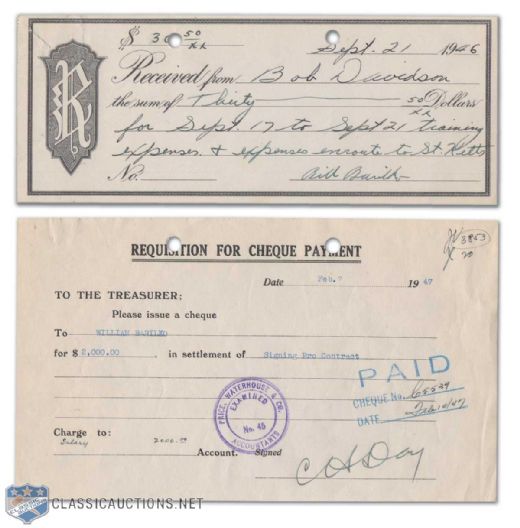 $ 30 50/xx Sept. 21 1946
Received from Bob Davidson
the sum of Thirty 50/xx Dollars
for Sept. 17 to Sept 21 training
expenses. & expenses enroute to St. Kitts
No. Bill Barilko
3853
20
REQUISITION FOR CHEQUE PAYMENT
Date Feb. 7 1947
TO THE TREASURER:
Please issue a cheque
To WILLIAM BARILKO
for $ 2,000.00 in settlement of Signing Pro Contract
PAID
CHEQUE No. 65539
DATE Feb 10/47
PRICE, WATERHOUSE & CO.
EXAMINED
No. 45
ACCOUNTANTS
Charge to:
Salary 2000.00
Account. Signed C H Day
CLASSICAUCTIONS.NET